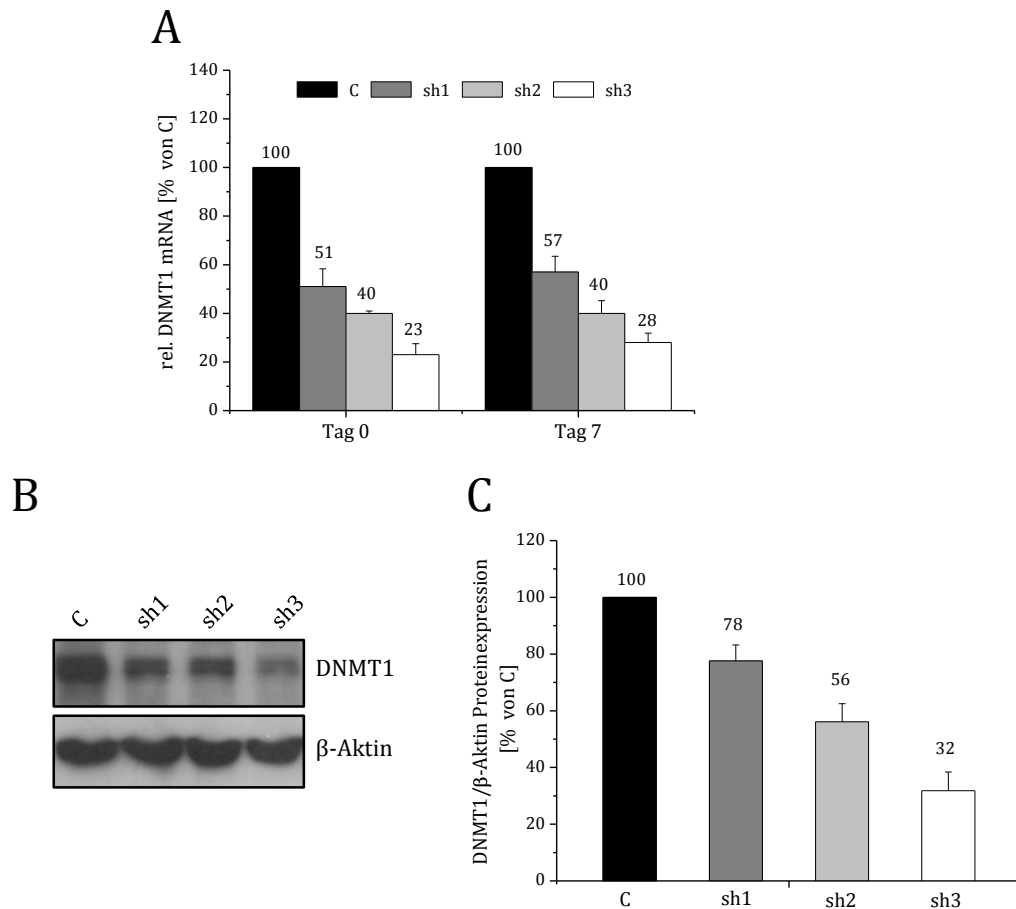 A
140
120
100
80
60
40
20
0
rel. DNMT1 mRNA [% von C]
C sh1 sh2 sh3
100 51 40 23
100 57 40 28
Tag 0 Tag 7
B
C sh1 sh2 sh3
DNMT1
β-Aktin
C
120
100
80
60
40
20
0
DNMT1/β-Aktin Proteinexpression
[% von C]
100
78
56
32
C sh1 sh2 sh3